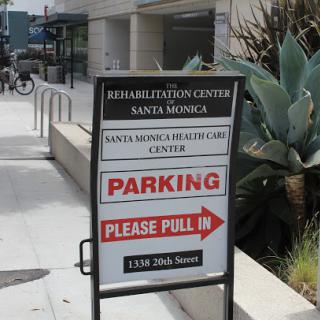 THE
REHABILITATION CENTER
OF
SANTA MONICA
SANTA MONICA HEALTH CARE
CENTER
PARKING
PLEASE PULL IN
1338 20th STREET